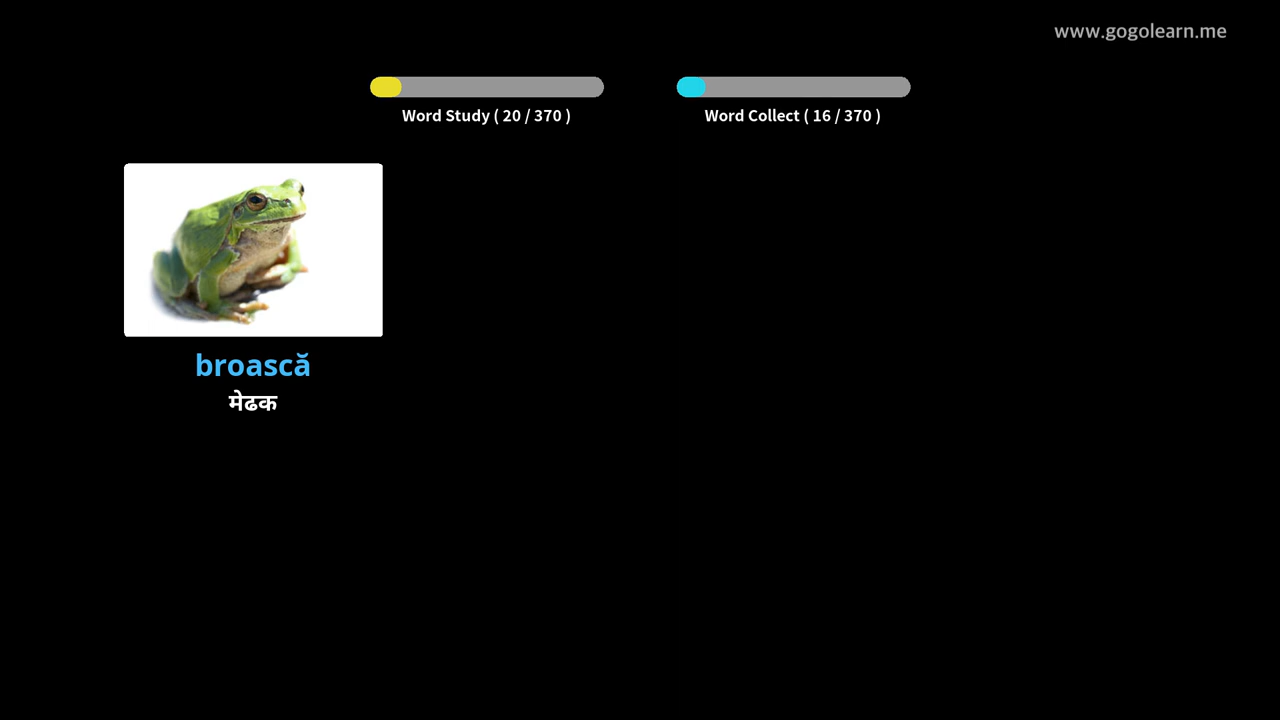 www.gogolearn.me
Word Study ( 20 / 370 )
Word Collect ( 16 / 370 )
broască
मेढक